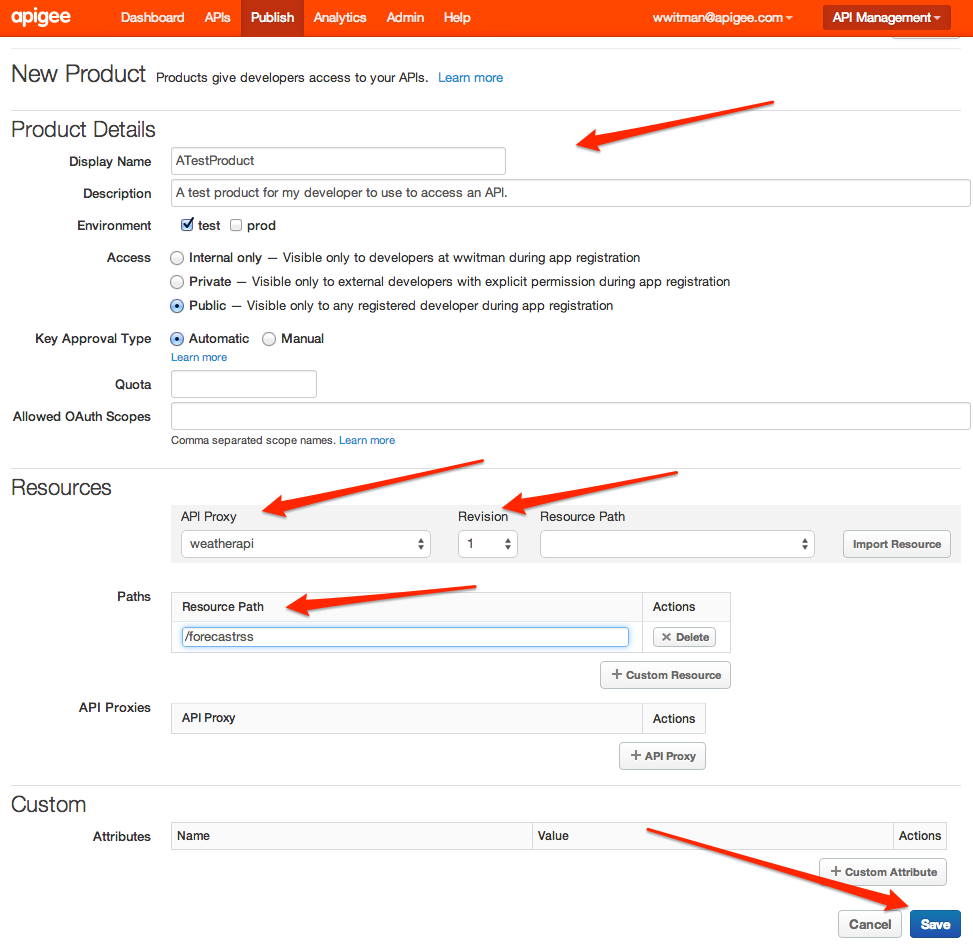 apigee Dashboard APIs Publish Analytics Admin Help wwitman@apigee.com API Management
New Product Products give developers access to your APIs. Learn more
Product Details
Display Name ATestProduct
Description A test product for my developer to use to access an API.
Environment test prod
Access Internal only — Visible only to developers at wwitman during app registration
Private — Visible only to external developers with explicit permission during app registration
Public — Visible only to any registered developer during app registration
Key Approval Type Automatic Manual
Learn more
Quota
Allowed OAuth Scopes
Comma separated scope names. Learn more
Resources
API Proxy Revision Resource Path
weatherapi 1 Import Resource
Paths Resource Path Actions
/forecastrss × Delete
+ Custom Resource
API Proxies API Proxy Actions
+ API Proxy
Custom
Attributes Name Value Actions
+ Custom Attribute
Cancel Save